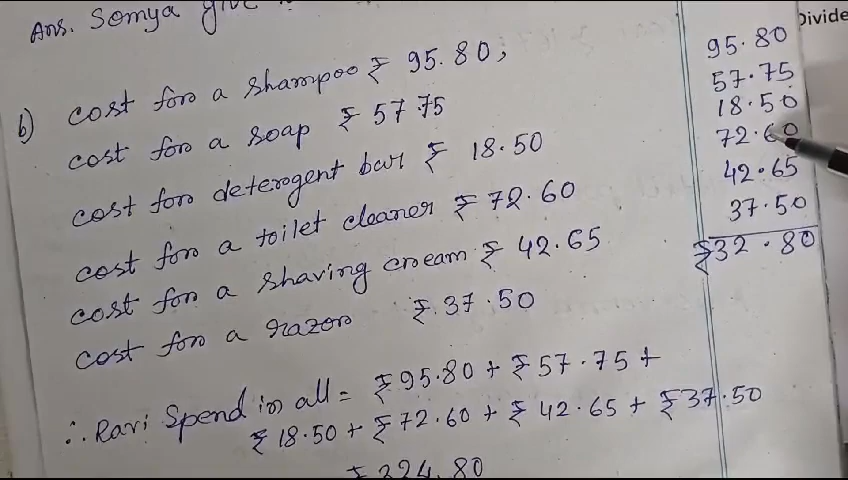 Ans. Somya give
Divide
b) cost for a shampoo ₹ 95.80,
cost for a soap ₹ 57.75
cost for detergent bar ₹ 18.50
cost for a toilet cleaner ₹ 72.60
cost for a shaving cream ₹ 42.65
cost for a razor ₹ 37.50
∴ Ravi Spend in all = ₹ 95.80 + ₹ 57.75 +
₹ 18.50 + ₹ 72.60 + ₹ 42.65 + ₹ 37.50
₹ 324.80
95.80
57.75
18.50
72.60
42.65
37.50
₹32.80